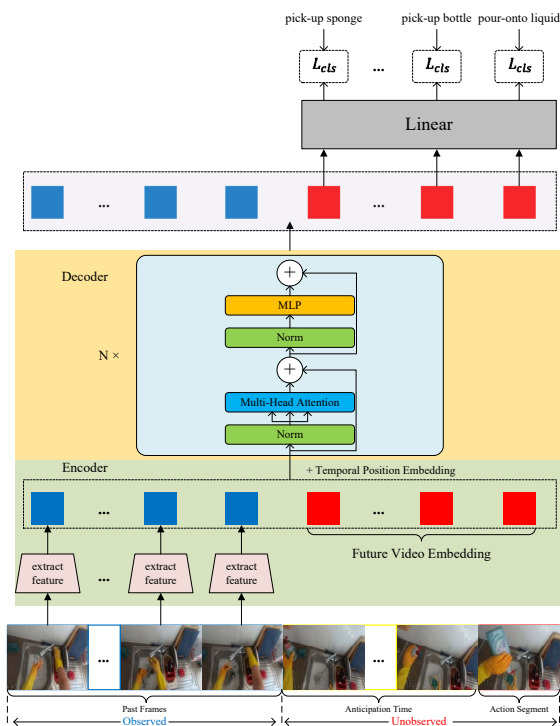 pick-up sponge pick-up bottle pour-onto liquid
L_cls ... L_cls L_cls
Linear
... ...
Decoder
+
MLP
Norm
N ×
+
Multi-Head Attention
Norm
Encoder
+ Temporal Position Embedding
... ...
Future Video Embedding
extract feature ... extract feature extract feature
... ...
Past Frames Anticipation Time Action Segment
Observed Unobserved